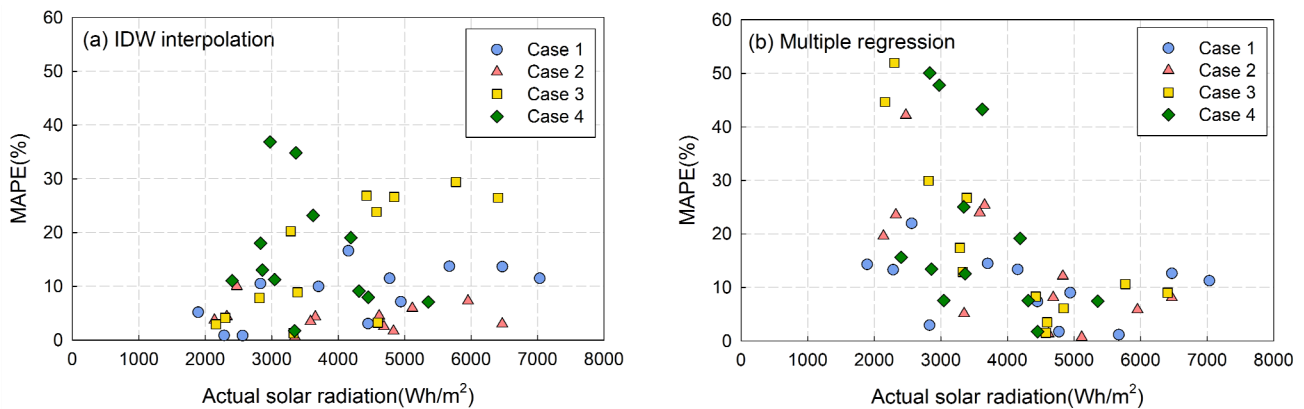 60
50
40
30
20
10
0
MAPE(%)
(a) IDW interpolation
Case 1
Case 2
Case 3
Case 4
0 1000 2000 3000 4000 5000 6000 7000 8000
Actual solar radiation(Wh/m²)
60
50
40
30
20
10
0
MAPE(%)
(b) Multiple regression
Case 1
Case 2
Case 3
Case 4
0 1000 2000 3000 4000 5000 6000 7000 8000
Actual solar radiation(Wh/m²)